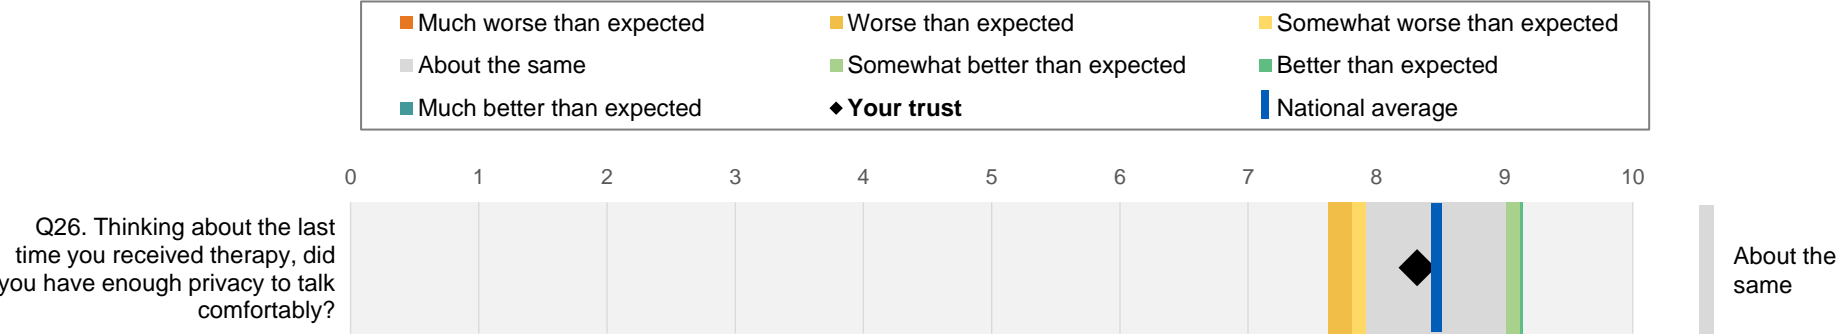 Much worse than expected Worse than expected Somewhat worse than expected
About the same Somewhat better than expected Better than expected
Much better than expected Your trust National average
0 1 2 3 4 5 6 7 8 9 10
Q26. Thinking about the last
time you received therapy, did
you have enough privacy to talk
comfortably?
About the
same